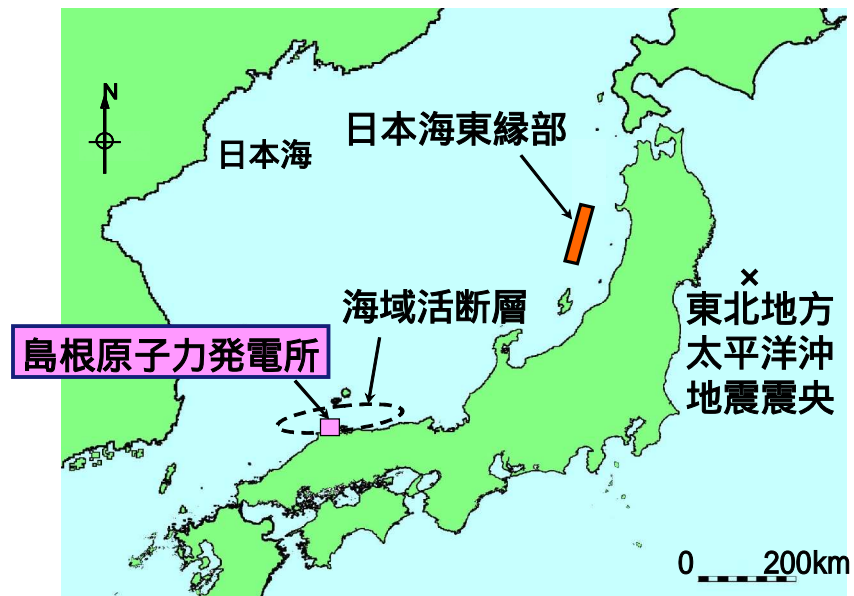 N
日本海東縁部
日本海
海域活断層
東北地方
太平洋沖
地震震央
島根原子力発電所
0 200km